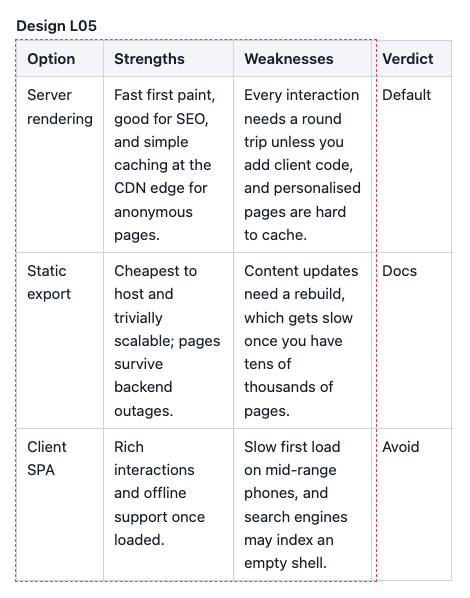 Design L05
Option Strengths Weaknesses Verdict
Server rendering
Fast first paint,
good for SEO,
and simple
caching at the
CDN edge for
anonymous
pages.
Every interaction
needs a round
trip unless you
add client code,
and personalised
pages are hard
to cache.
Default
Static
export
Cheapest to
host and
trivially
scalable; pages
survive
backend
outages.
Content updates
need a rebuild,
which gets slow
once you have
tens of
thousands of
pages.
Docs
Client
SPA
Rich
interactions
and offline
support once
loaded.
Slow first load
on mid-range
phones, and
search engines
may index an
empty shell.
Avoid